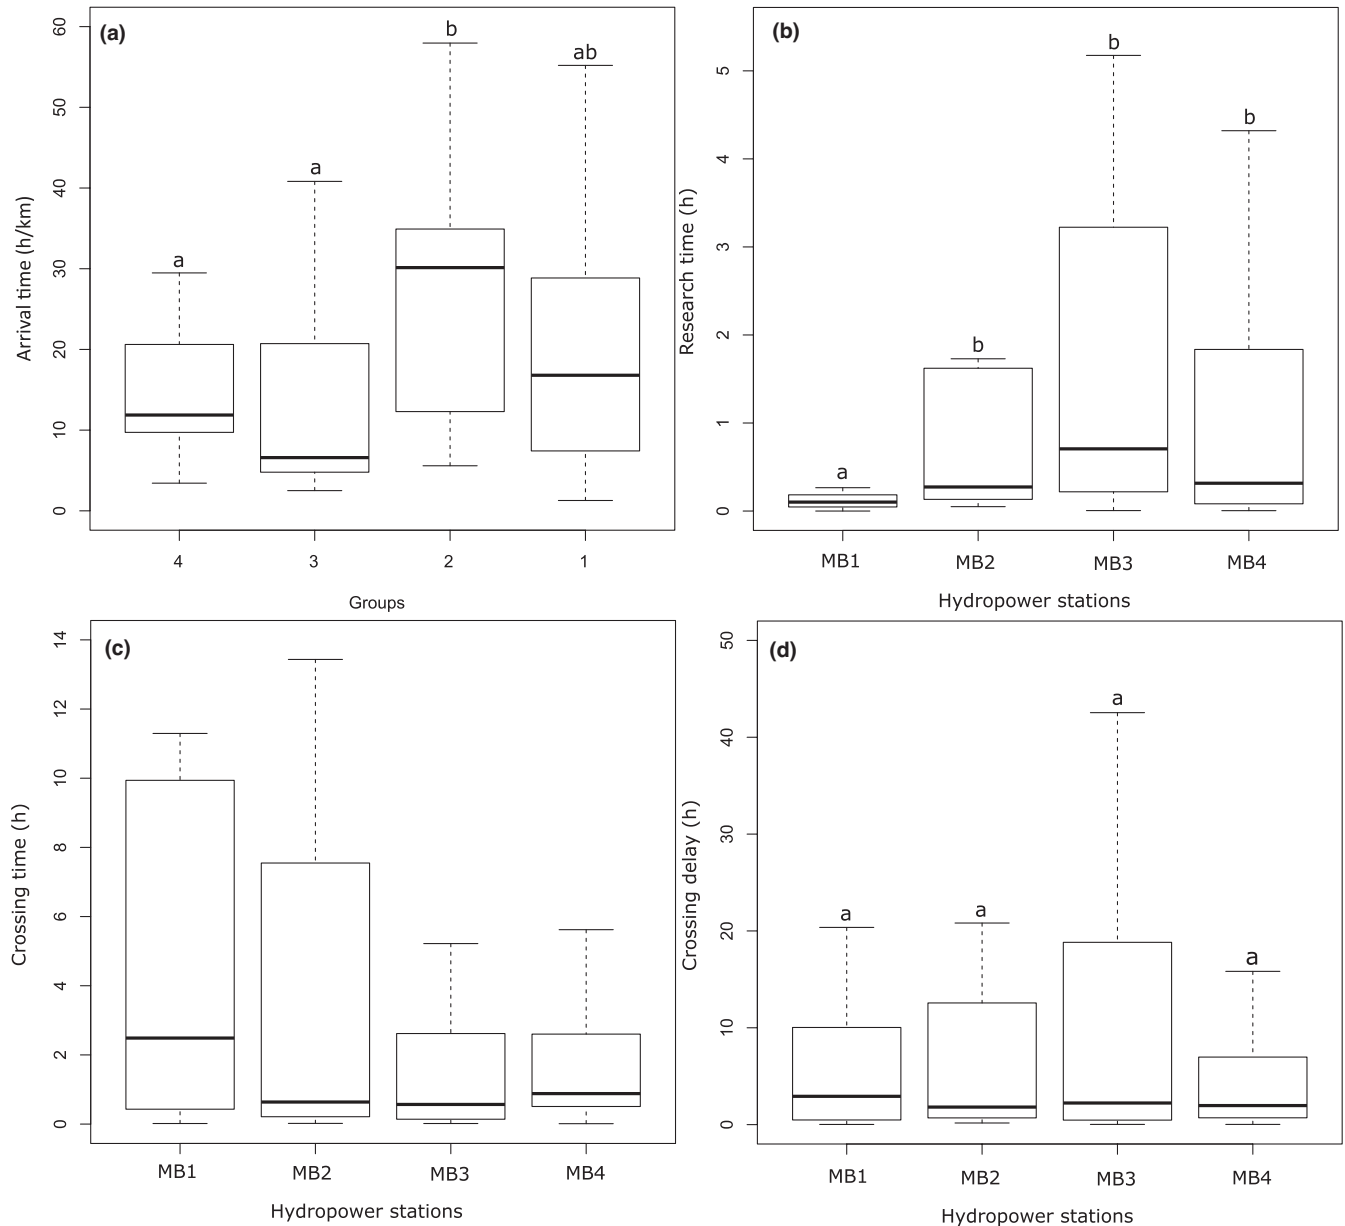 (a)
Arrival time (h/km)
60
50
40
30
20
10
0
a
a
b
ab
4 3 2 1
Groups
(b)
Research time (h)
5
4
3
2
1
0
a
b
b
b
MB1 MB2 MB3 MB4
Hydropower stations
(c)
Crossing time (h)
14
12
10
8
6
4
2
0
MB1 MB2 MB3 MB4
Hydropower stations
(d)
Crossing delay (h)
50
40
30
20
10
0
a
a
a
a
MB1 MB2 MB3 MB4
Hydropower stations